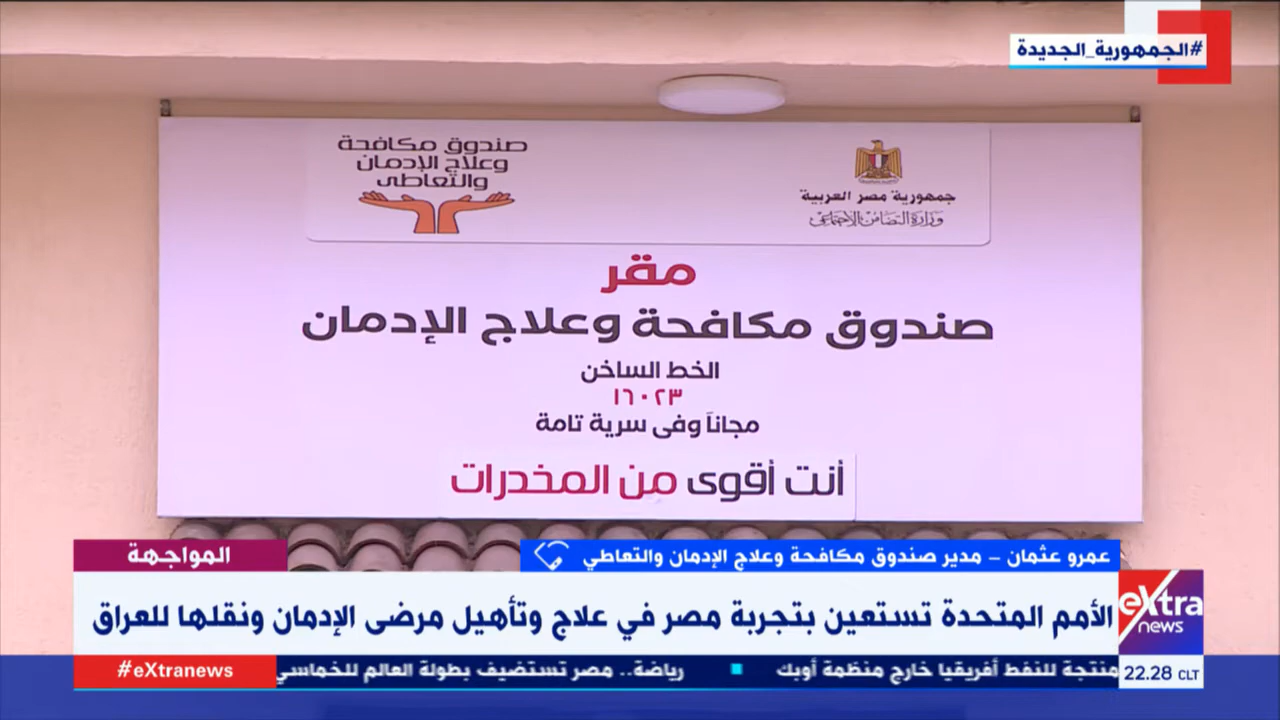 #الجمهورية_الجديدة
صندوق مكافحة
وعلاج الإدمان
والتعاطى
جمهورية مصر العربية
وزارة التضامن الاجتماعى
مقر
صندوق مكافحة وعلاج الإدمان
الخط الساخن
١٦٠٢٣
مجاناً وفى سرية تامة
أنت أقوى من المخدرات
المواجهة
عمرو عثمان – مدير صندوق مكافحة وعلاج الإدمان والتعاطي
الأمم المتحدة تستعين بتجربة مصر في علاج وتأهيل مرضى الإدمان ونقلها للعراق
eXtra
news
#eXtranews
منتجة للنفط أفريقيا خارج منظمة أوبك ■ رياضة.. مصر تستضيف بطولة العالم للخماسي
22.28 CLT